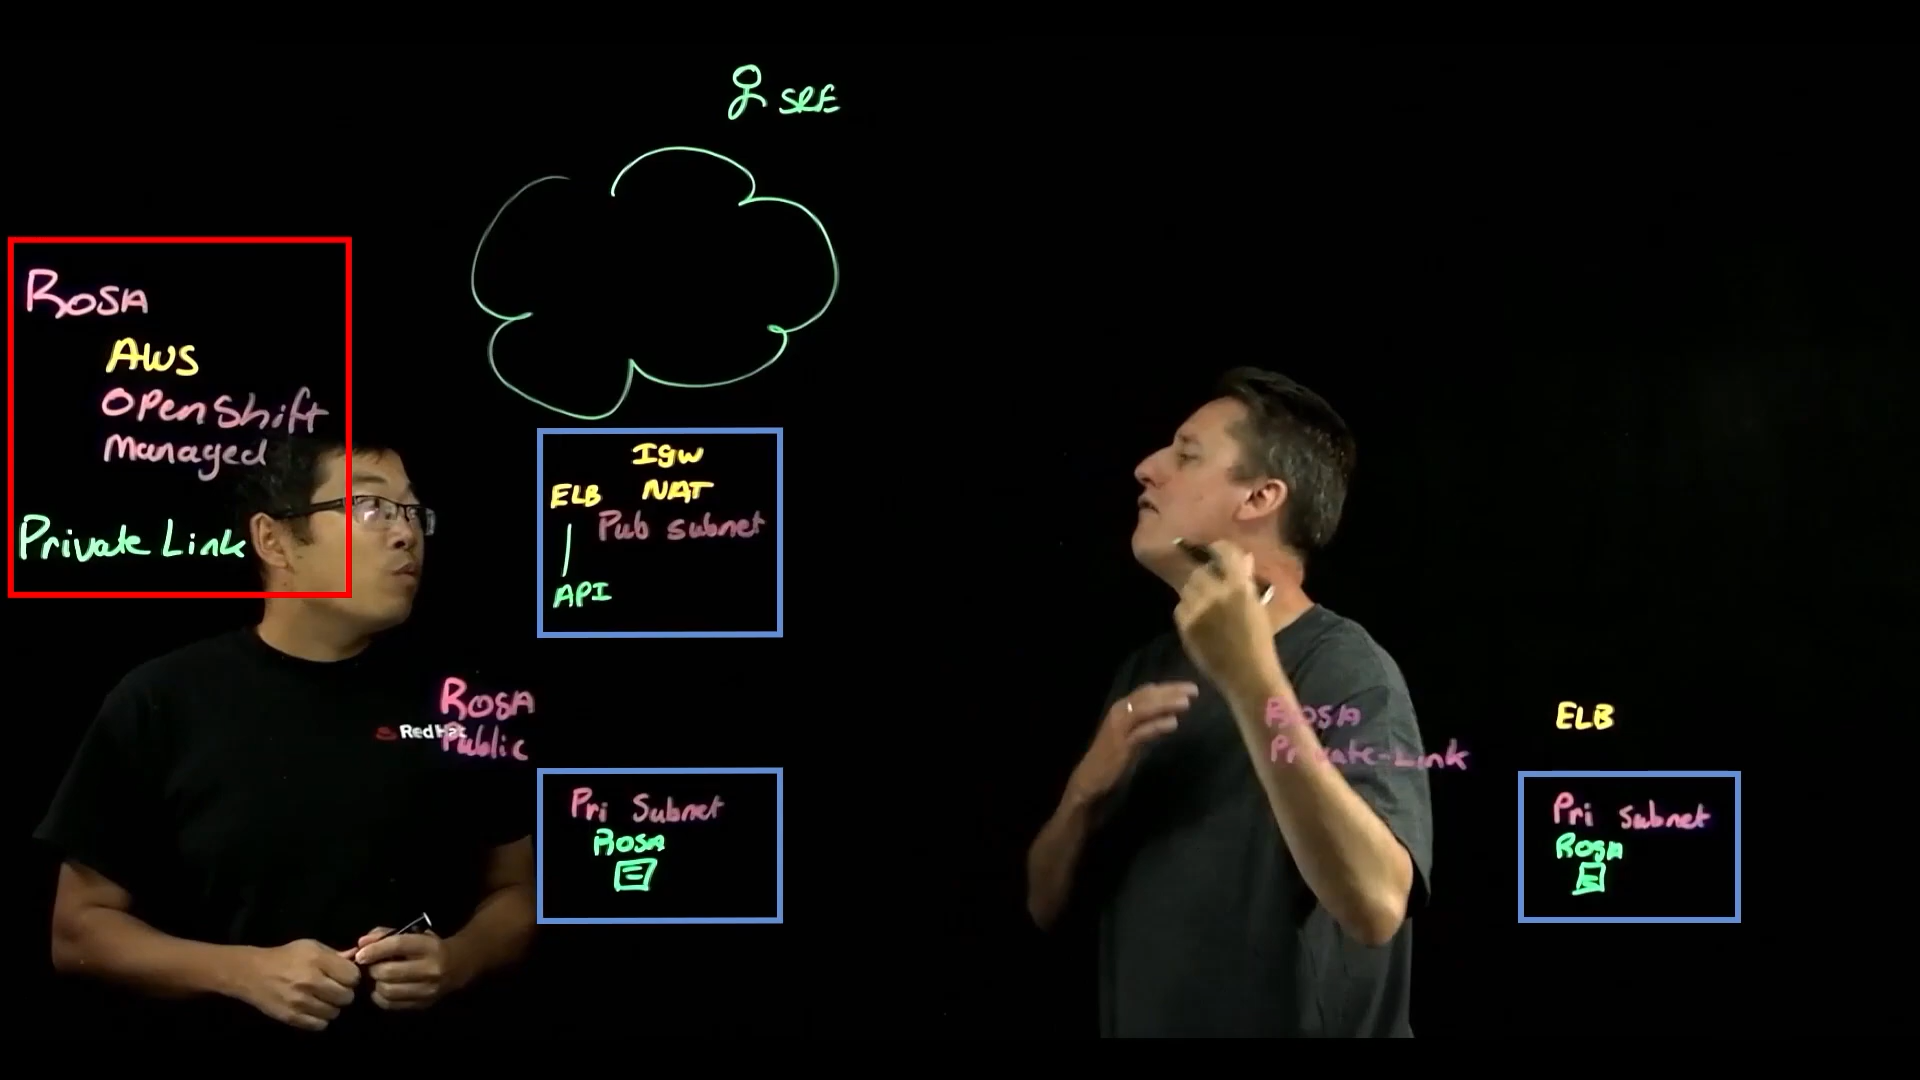 SRE
ROSA
AWS
OpenShift
Managed
Private Link
IGW
ELB NAT
Pub subnet
API
ROSA
Public
Red Hat
Pri Subnet
ROSA
ROSA
Private-Link
ELB
Pri subnet
ROSA